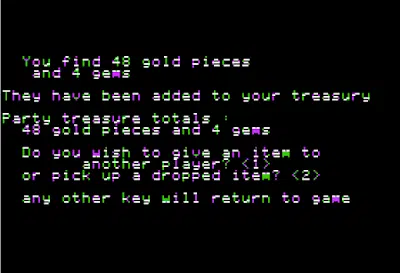 You find 48 gold pieces
and 4 gems
They have been added to your treasury
Party treasure totals :
48 gold pieces and 4 gems
Do you wish to give an item to
another player? <1>
or pick up a dropped item? <2>
any other key will return to game